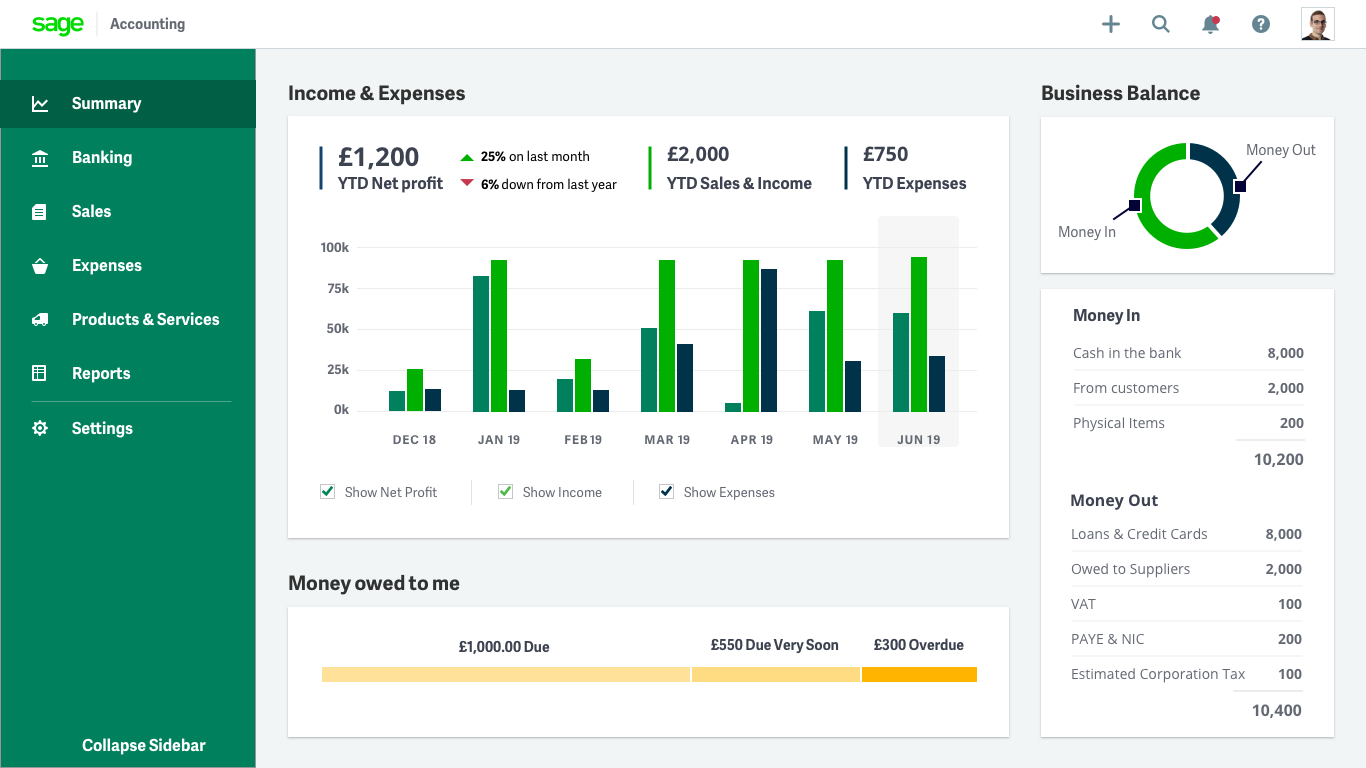 sage
Accounting
Summary
Banking
Sales
Expenses
Products & Services
Reports
Settings
Collapse Sidebar
Income & Expenses
£1,200
YTD Net profit
25% on last month
6% down from last year
£2,000
YTD Sales & Income
£750
YTD Expenses
100k
75k
50k
25k
0k
DEC 18 JAN 19 FEB19 MAR 19 APR 19 MAY 19 JUN 19
Show Net Profit Show Income Show Expenses
Money owed to me
£1,000.00 Due £550 Due Very Soon £300 Overdue
Business Balance
Money Out
Money In
Money In
Cash in the bank 8,000
From customers 2,000
Physical Items 200
10,200
Money Out
Loans & Credit Cards 8,000
Owed to Suppliers 2,000
VAT 100
PAYE & NIC 200
Estimated Corporation Tax 100
10,400